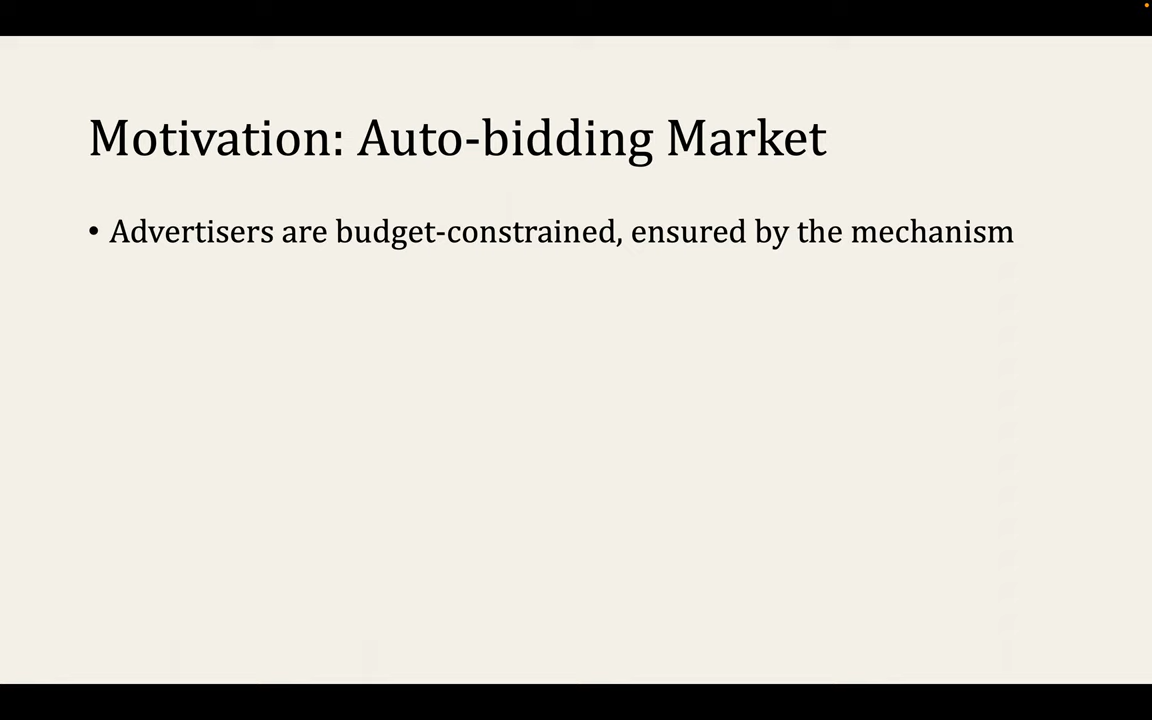 Motivation: Auto-bidding Market
• Advertisers are budget-constrained, ensured by the mechanism